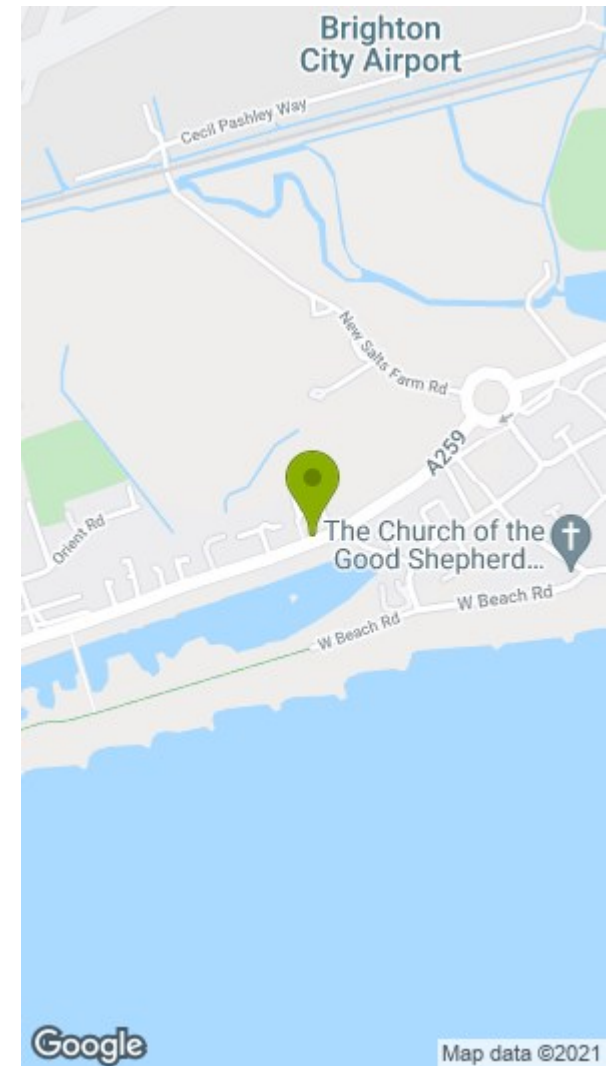 Brighton
City Airport
Cecil Pashley Way
New Salts Farm Rd
A259
Orient Rd
The Church of the
Good Shepherd...
W Beach Rd
W Beach Rd
Google
Map data ©2021